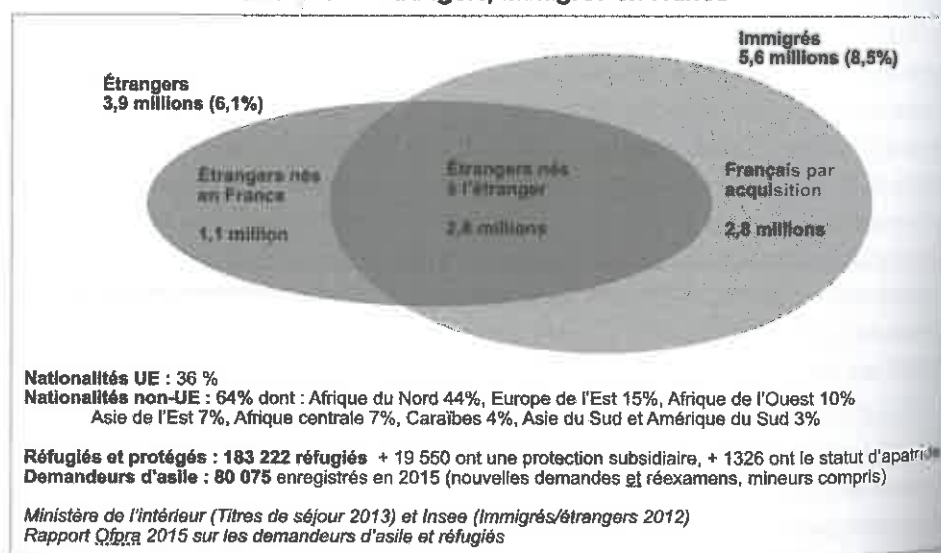 Immigrés
5,6 millions (8,5%)
Étrangers
3,9 millions (6,1%)
Étrangers nés
en France
1,1 million
Étrangers nés
à l'étranger
2,8 millions
Français par
acquisition
2,8 millions
Nationalités UE : 36 %
Nationalités non-UE : 64% dont : Afrique du Nord 44%, Europe de l'Est 15%, Afrique de l'Ouest 10%
Asie de l'Est 7%, Afrique centrale 7%, Caraïbes 4%, Asie du Sud et Amérique du Sud 3%
Réfugiés et protégés : 183 222 réfugiés + 19 550 ont une protection subsidiaire, + 1326 ont le statut d'apatride
Demandeurs d'asile : 80 075 enregistrés en 2015 (nouvelles demandes et réexamens, mineurs compris)
Ministère de l'intérieur (Titres de séjour 2013) et Insee (Immigrés/étrangers 2012)
Rapport Ofpra 2015 sur les demandeurs d'asile et réfugiés